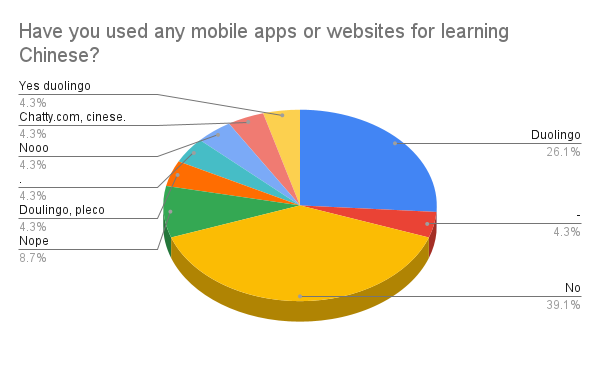 Have you used any mobile apps or websites for learning
Chinese?
Yes duolingo
4.3%
Chatty.com, cinese.
4.3%
Nooo
4.3%
.
4.3%
Doulingo, pleco
4.3%
Nope
8.7%
Duolingo
26.1%
-
4.3%
No
39.1%